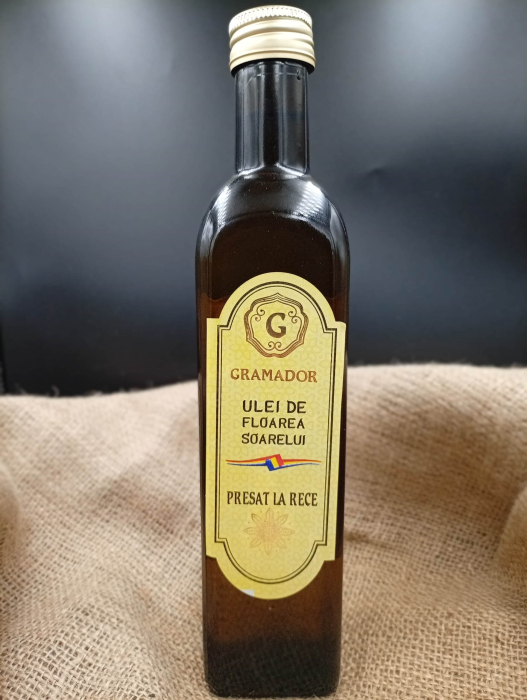 G
GRAMADOR
ULEI DE
FLOAREA
SOARELUI
PRESAT LA RECE